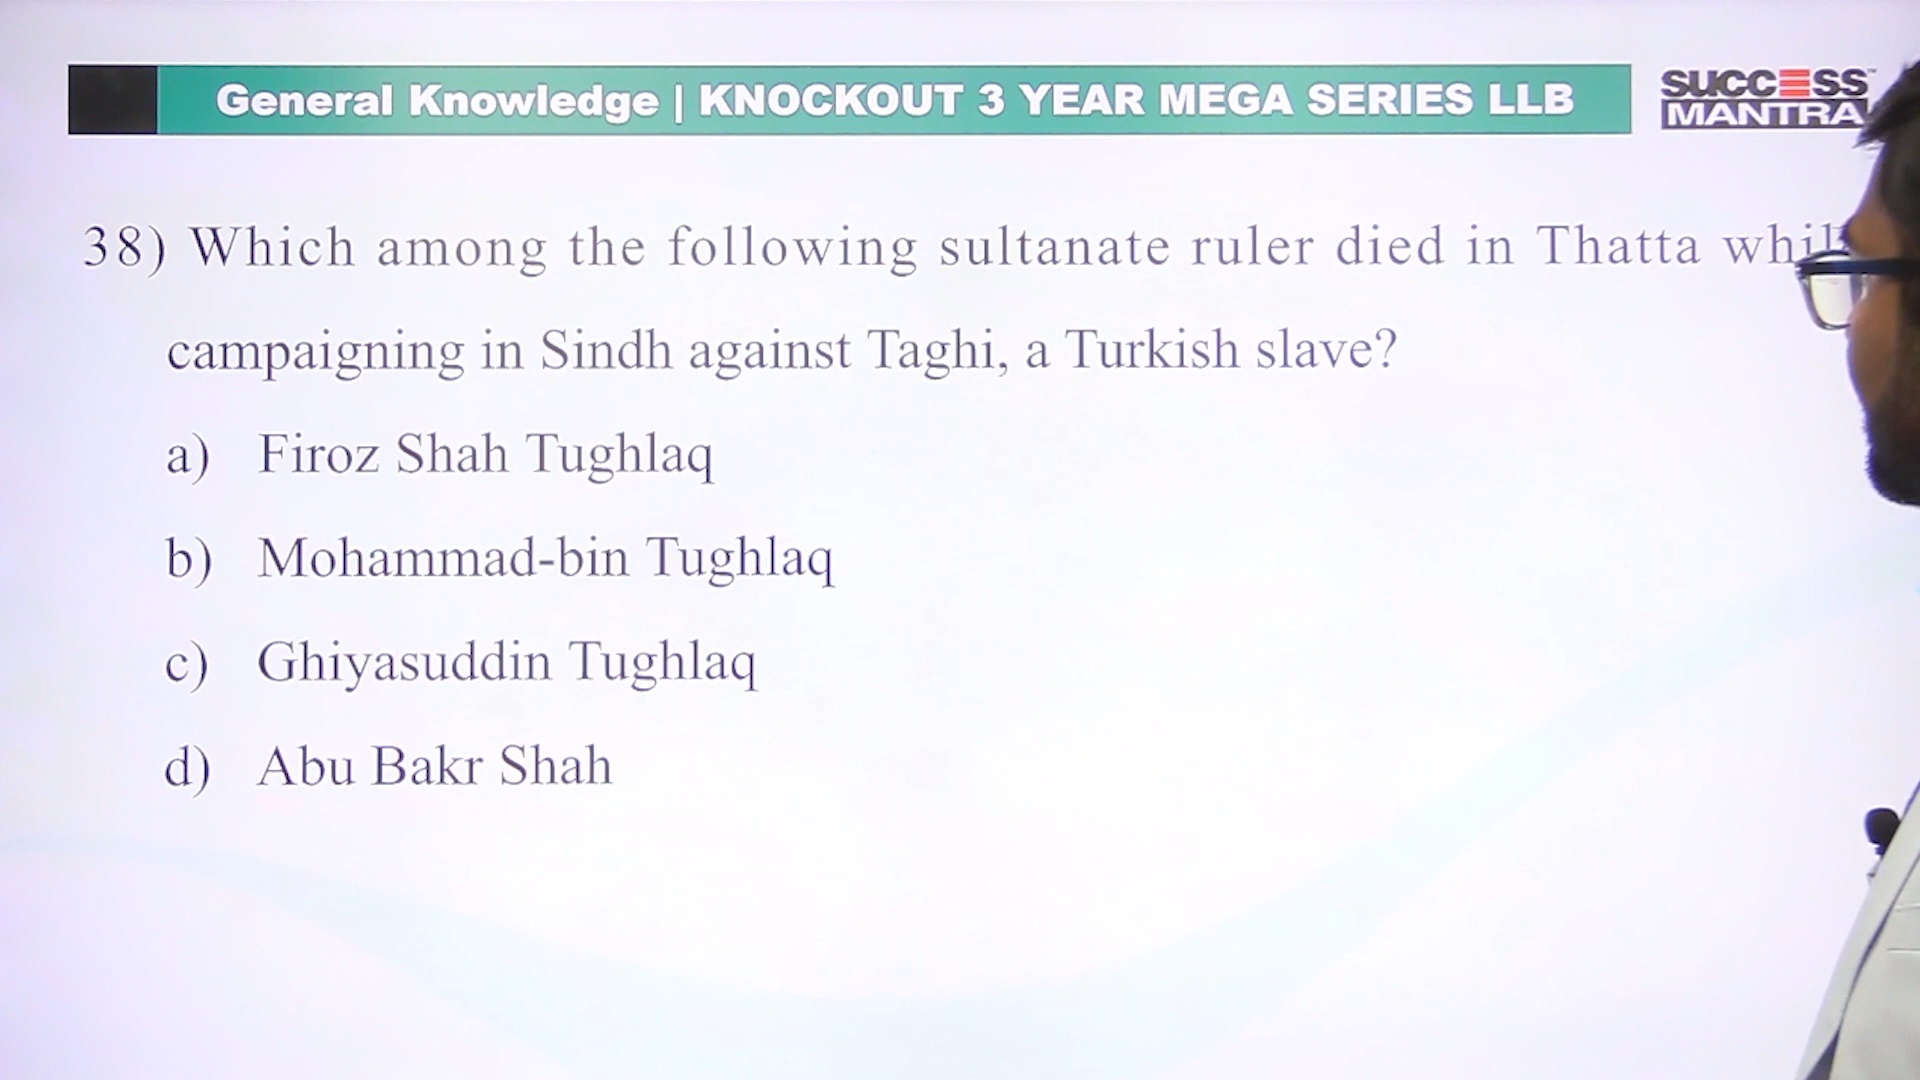 General Knowledge | KNOCKOUT 3 YEAR MEGA SERIES LLB
SUCCESS
MANTRA
38) Which among the following sultanate ruler died in Thatta
campaigning in Sindh against Taghi, a Turkish slave?
a) Firoz Shah Tughlaq
b) Mohammad-bin Tughlaq
c) Ghiyasuddin Tughlaq
d) Abu Bakr Shah